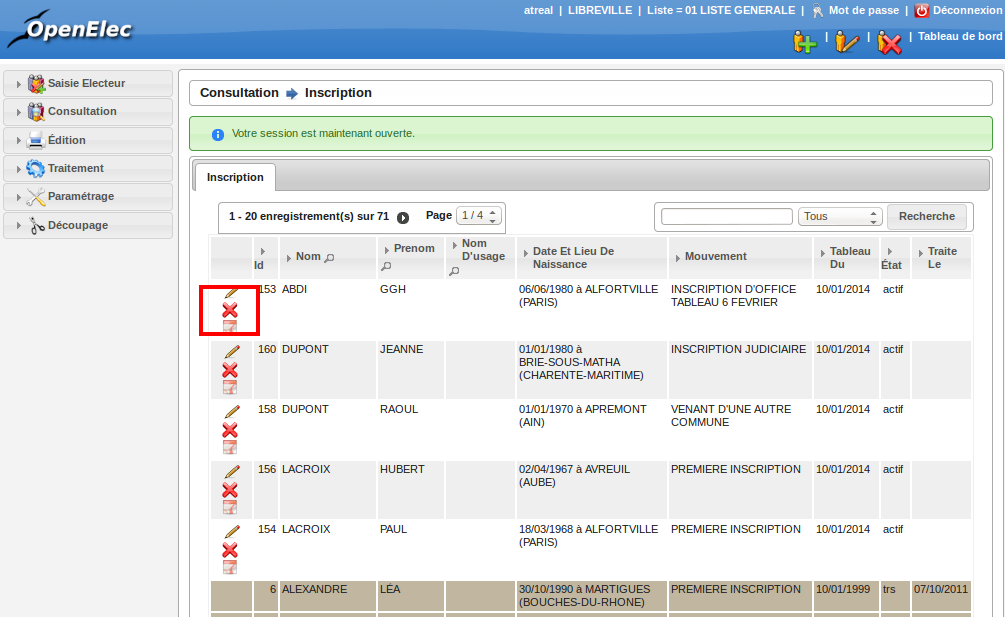 OpenElec
atreal | LIBREVILLE | Liste = 01 LISTE GENERALE | Mot de passe | Déconnexion
| | | Tableau de bord
Saisie Electeur
Consultation
Édition
Traitement
Paramétrage
Découpage
Consultation Inscription
Votre session est maintenant ouverte.
Inscription
1 - 20 enregistrement(s) sur 71 Page 1 / 4 Tous Recherche
Id Nom Prenom Nom D'usage Date Et Lieu De Naissance Mouvement Tableau Du État Traite Le
153 ABDI GGH 06/06/1980 à ALFORTVILLE INSCRIPTION D'OFFICE 10/01/2014 actif
(PARIS) TABLEAU 6 FEVRIER
160 DUPONT JEANNE 01/01/1980 à INSCRIPTION JUDICIAIRE 10/01/2014 actif
BRIE-SOUS-MATHA
(CHARENTE-MARITIME)
158 DUPONT RAOUL 01/01/1970 à APREMONT VENANT D'UNE AUTRE 10/01/2014 actif
(AIN) COMMUNE
156 LACROIX HUBERT 02/04/1967 à AVREUIL PREMIERE INSCRIPTION 10/01/2014 actif
(AUBE)
154 LACROIX PAUL 18/03/1968 à ALFORTVILLE PREMIERE INSCRIPTION 10/01/2014 actif
(PARIS)
6 ALEXANDRE LÉA 30/10/1990 à MARTIGUES PREMIERE INSCRIPTION 10/01/1999 trs 07/10/2011
(BOUCHES-DU-RHONE)